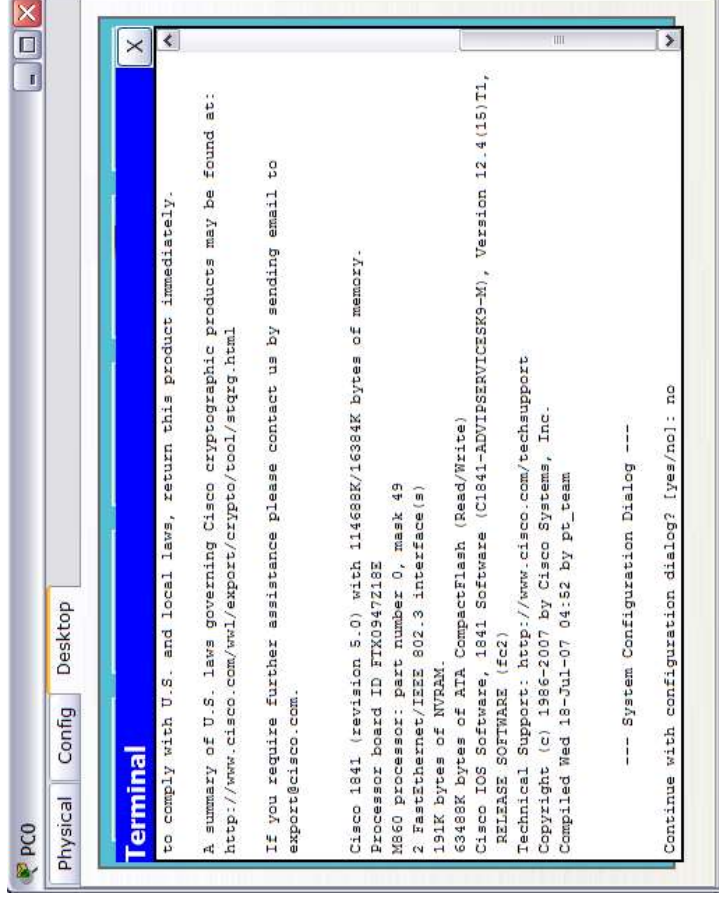 PC0
Physical Config Desktop
Terminal
X
to comply with U.S. and local laws, return this product immediately.
A summary of U.S. laws governing Cisco cryptographic products may be found at:
http://www.cisco.com/wwl/export/crypto/tool/stqrg.html
If you require further assistance please contact us by sending email to
export@cisco.com.
Cisco 1841 (revision 5.0) with 114688K/16384K bytes of memory.
Processor board ID FTX0947Z18E
M860 processor: part number 0, mask 49
2 FastEthernet/IEEE 802.3 interface(s)
191K bytes of NVRAM.
63488K bytes of ATA CompactFlash (Read/Write)
Cisco IOS Software, 1841 Software (C1841-ADVIPSERVICESK9-M), Version 12.4(15)T1,
RELEASE SOFTWARE (fc2)
Technical Support: http://www.cisco.com/techsupport
Copyright (c) 1986-2007 by Cisco Systems, Inc.
Compiled Wed 18-Jul-07 04:52 by pt_team
--- System Configuration Dialog ---
Continue with configuration dialog? [yes/no]: no